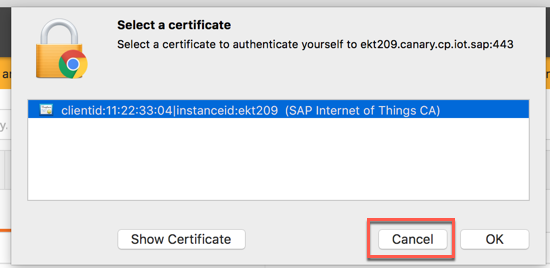 Select a certificate
Select a certificate to authenticate yourself to ekt209.canary.cp.iot.sap:443
clientid:11:22:33:04|instanceid:ekt209 (SAP Internet of Things CA)
Show Certificate
Cancel
OK